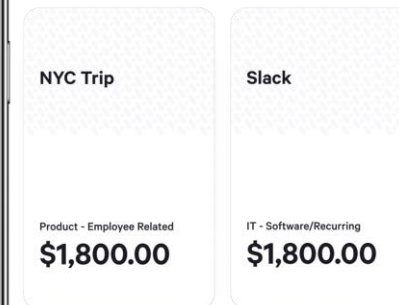 NYC Trip
Product - Employee Related
$1,800.00
Slack
IT - Software/Recurring
$1,800.00